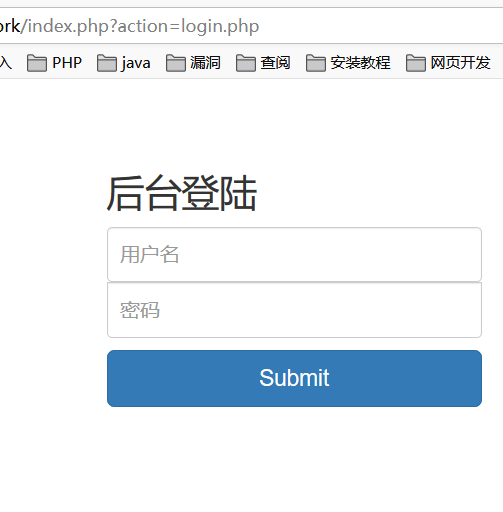 ork/index.php?action=login.php
入 PHP java 漏洞 查阅 安装教程 网页开发
后台登陆
用户名
密码
Submit